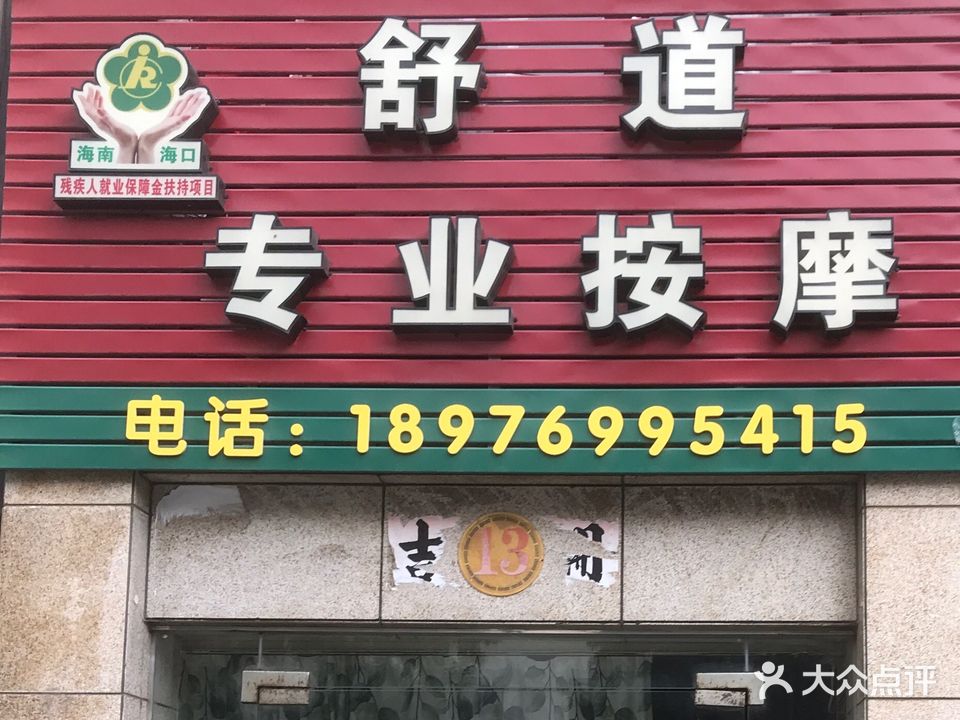 舒道
海南 海口
残疾人就业保障金扶持项目
专业按摩
电话：18976995415
吉 13
大众点评